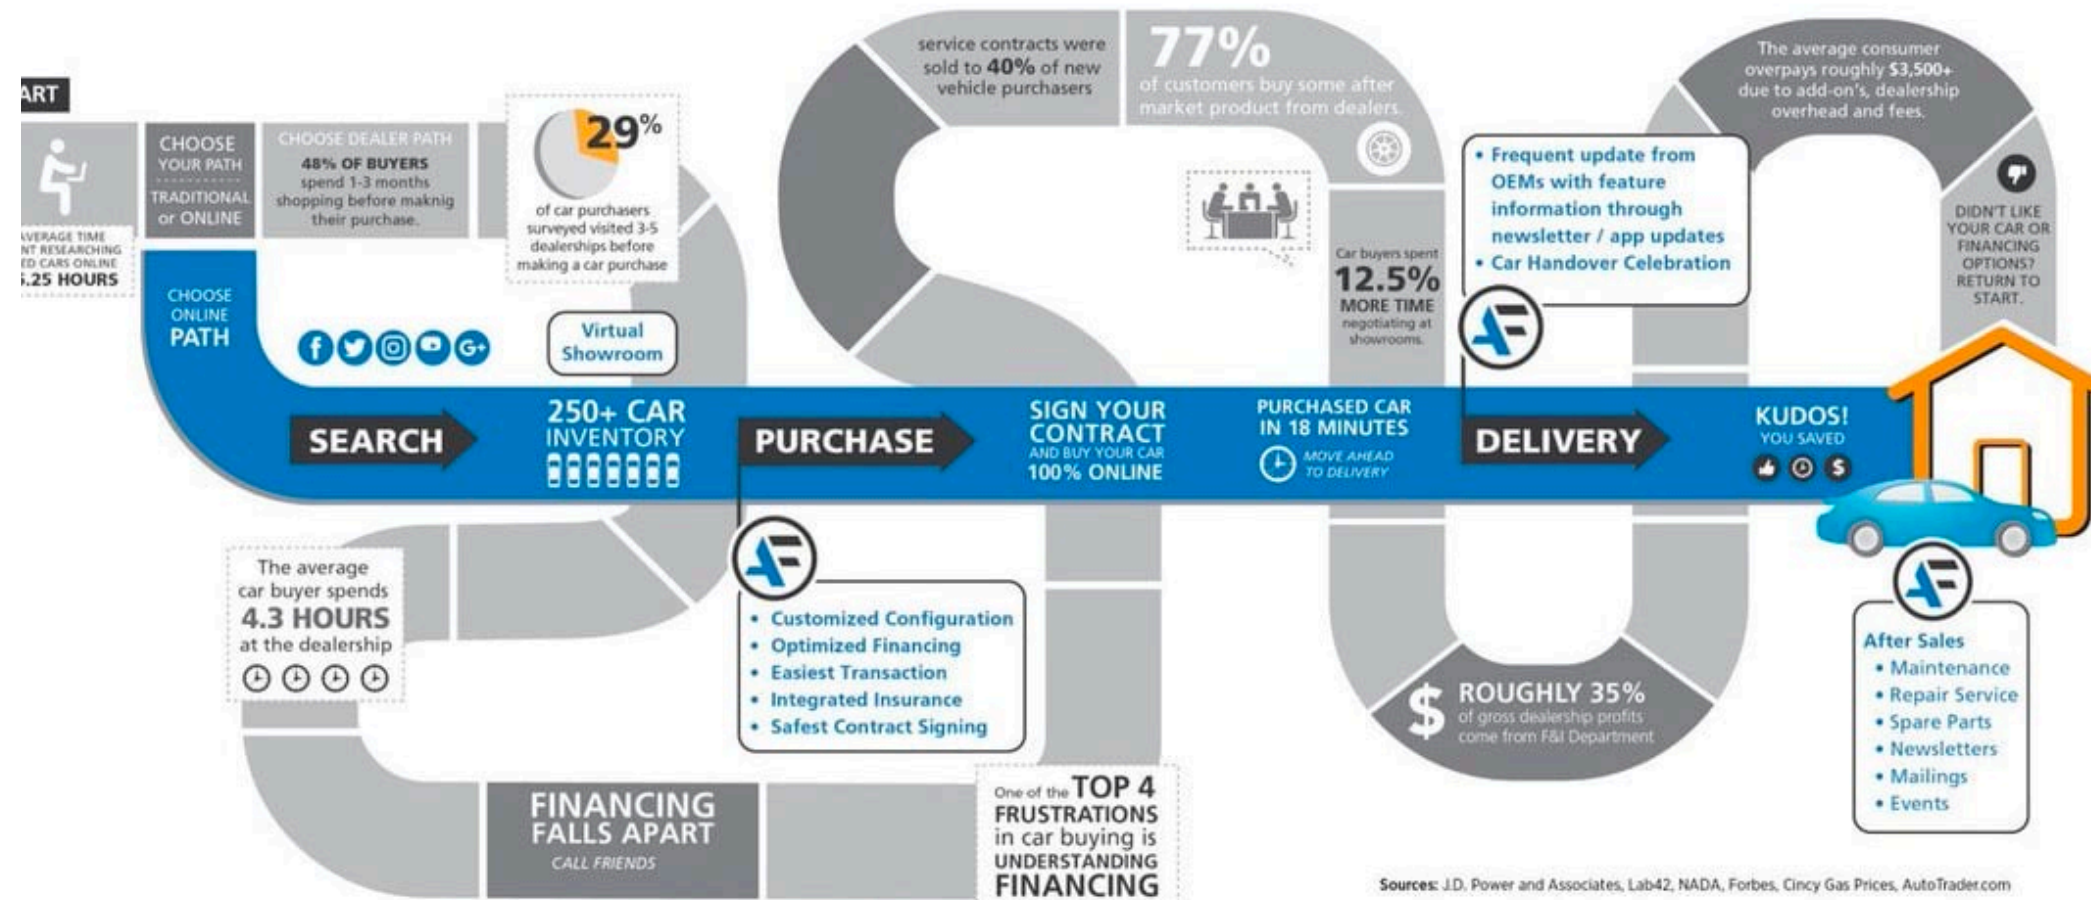 ART
AVERAGE TIME
NT RESEARCHING
ED CARS ONLINE
.25 HOURS
CHOOSE
YOUR PATH
TRADITIONAL
or ONLINE
CHOOSE DEALER PATH
48% OF BUYERS
spend 1-3 months
shopping before maknig
their purchase.
29%
of car purchasers
surveyed visited 3-5
dealerships before
making a car purchase
CHOOSE
ONLINE
PATH
Virtual
Showroom
SEARCH
250+ CAR
INVENTORY
PURCHASE
SIGN YOUR
CONTRACT
AND BUY YOUR CAR
100% ONLINE
PURCHASED CAR
IN 18 MINUTES
MOVE AHEAD
TO DELIVERY
DELIVERY
KUDOS!
YOU SAVED
$
service contracts were
sold to 40% of new
vehicle purchasers
77%
of customers buy some after
market product from dealers.
Car buyers spent
12.5%
MORE TIME
negotiating at
showrooms.
• Frequent update from
OEMs with feature
information through
newsletter / app updates
• Car Handover Celebration
The average consumer
overpays roughly $3,500+
due to add-on's, dealership
overhead and fees.
DIDN'T LIKE
YOUR CAR OR
FINANCING
OPTIONS?
RETURN TO
START.
The average
car buyer spends
4.3 HOURS
at the dealership
• Customized Configuration
• Optimized Financing
• Easiest Transaction
• Integrated Insurance
• Safest Contract Signing
FINANCING
FALLS APART
CALL FRIENDS
One of the TOP 4
FRUSTRATIONS
in car buying is
UNDERSTANDING
FINANCING
$
ROUGHLY 35%
of gross dealership profits
come from F&I Department
After Sales
• Maintenance
• Repair Service
• Spare Parts
• Newsletters
• Mailings
• Events
Sources: J.D. Power and Associates, Lab42, NADA, Forbes, Cincy Gas Prices, AutoTrader.com